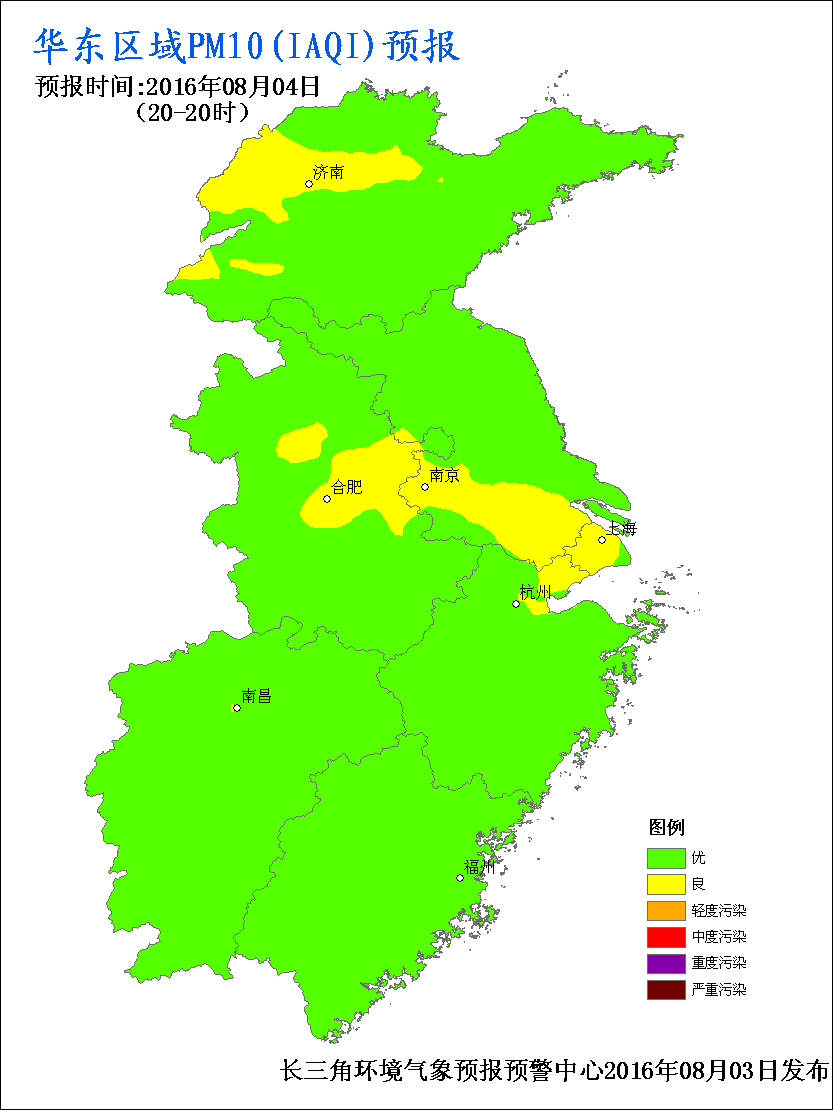 华东区域PM10(IAQI)预报
预报时间:2016年08月04日
(20-20时)
济南
南京
合肥
上海
杭州
南昌
福州
图例
优
良
轻度污染
中度污染
重度污染
严重污染
长三角环境气象预报预警中心2016年08月03日发布